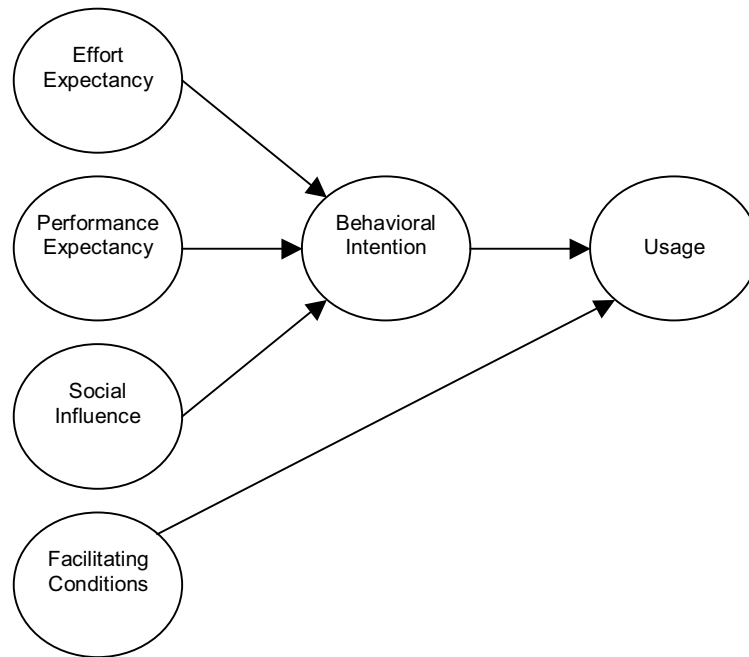 Effort
Expectancy
Performance
Expectancy
Behavioral
Intention
Usage
Social
Influence
Facilitating
Conditions